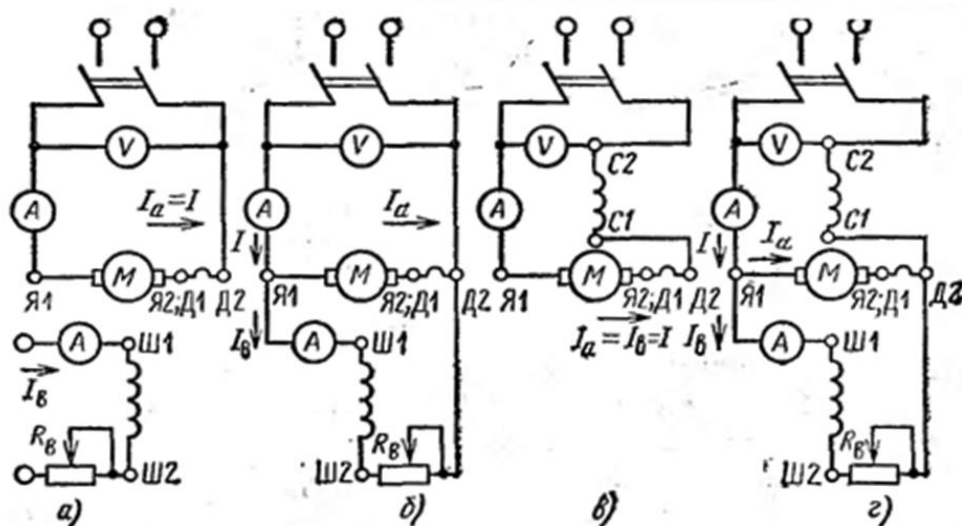 V
A
Iа=I
M
Я1
Я2;Д1
Д2
A
Ш1
Iв
Rв
Ш2
а)
V
A
I
Iа
M
Я1
Я2;Д1
Д2
Iв
A
Ш1
Rв
Ш2
б)
V
С2
A
С1
M
Я1
Я2;Д1
Д2
Iа=Iв=I
в)
V
С2
A
С1
I
Iа
M
Я1
Я2;Д1
Д2
Iв
A
Ш1
Rв
Ш2
г)